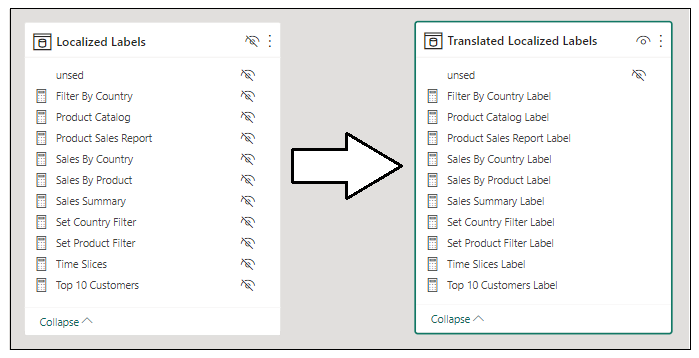 Localized Labels
unsed
Filter By Country
Product Catalog
Product Sales Report
Sales By Country
Sales By Product
Sales Summary
Set Country Filter
Set Product Filter
Time Slices
Top 10 Customers
Collapse
Translated Localized Labels
unsed
Filter By Country Label
Product Catalog Label
Product Sales Report Label
Sales By Country Label
Sales By Product Label
Sales Summary Label
Set Country Filter Label
Set Product Filter Label
Time Slices Label
Top 10 Customers Label
Collapse